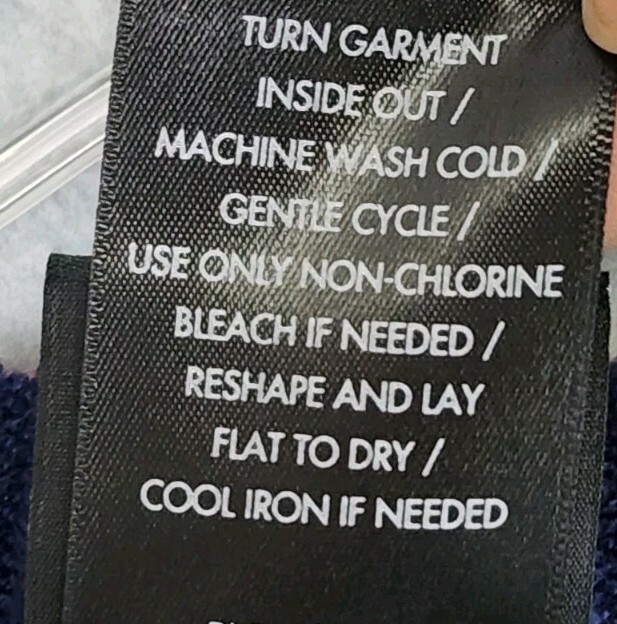 TURN GARMENT
INSIDE OUT /
MACHINE WASH COLD /
GENTLE CYCLE /
USE ONLY NON-CHLORINE
BLEACH IF NEEDED /
RESHAPE AND LAY
FLAT TO DRY /
COOL IRON IF NEEDED